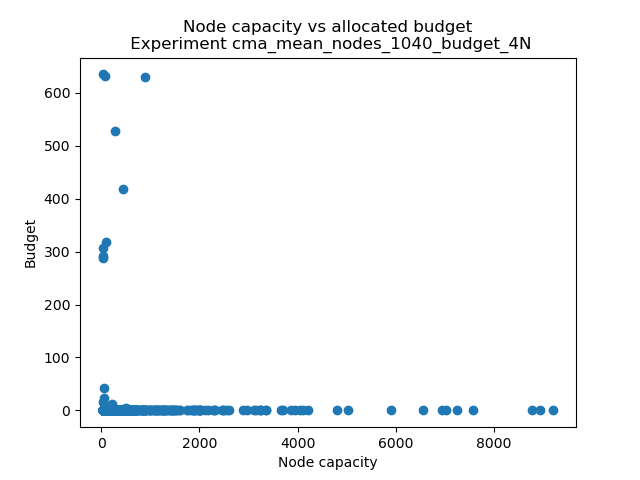 Node capacity vs allocated budget
Experiment cma_mean_nodes_1040_budget_4N
600
500
400
300
200
100
0
Budget
0 2000 4000 6000 8000
Node capacity